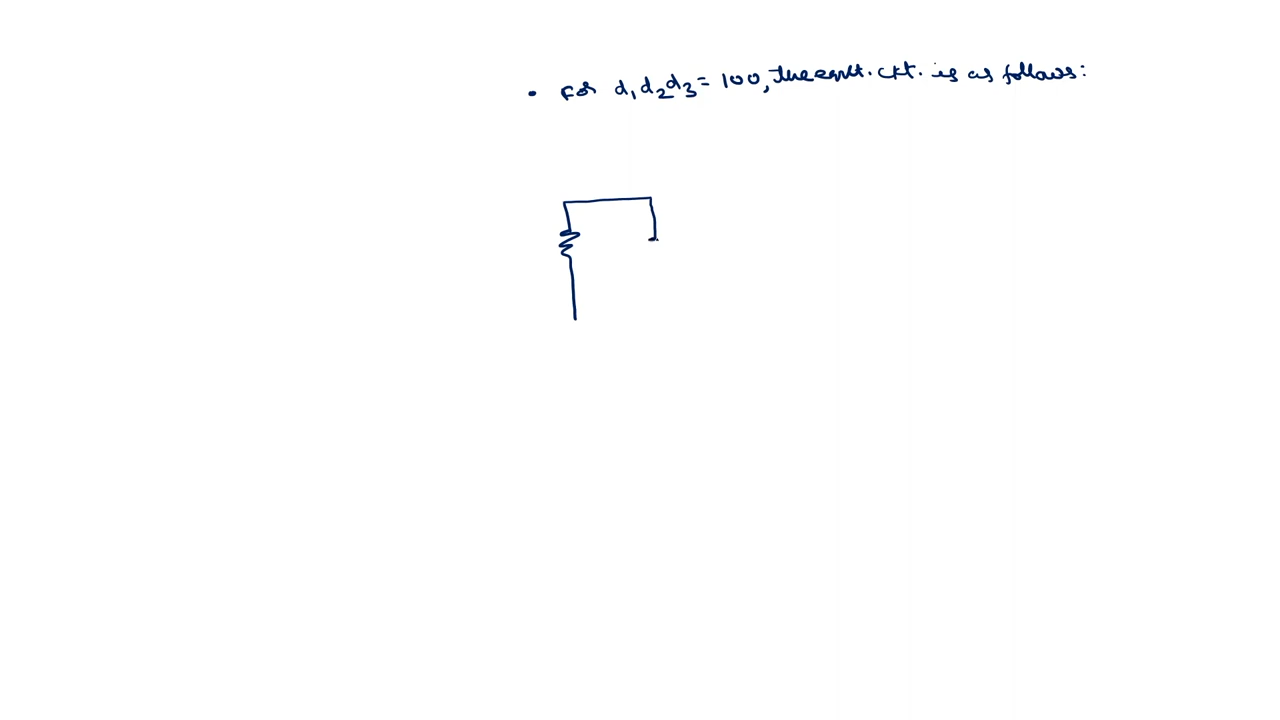 • For d₁d₂d₃ = 100, the eqvt. ckt. is as follows: